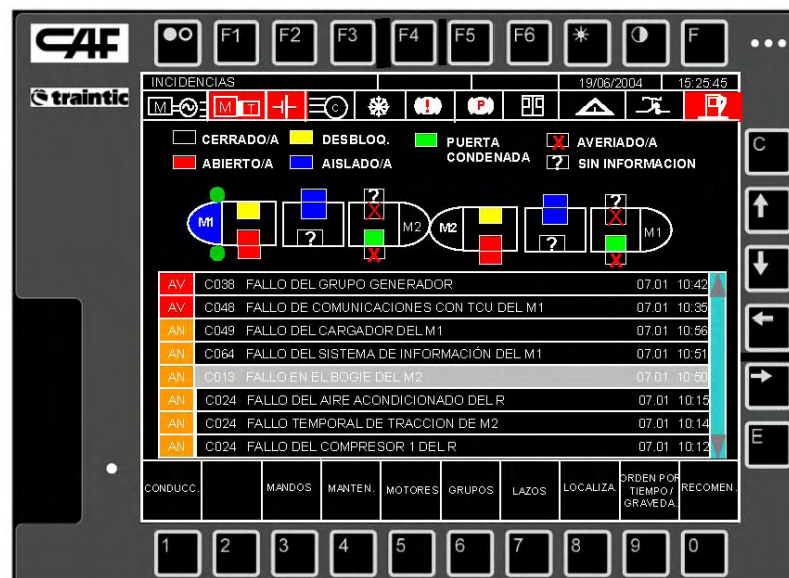 CAF
F1 F2 F3 F4 F5 F6 F
traintic
INCIDENCIAS 19/06/2004 15:25:45
M M T C P
CERRADO/A DESBLOQ. PUERTA CONDENADA X AVERIADO/A
ABIERTO/A AISLADO/A ? SIN INFORMACION
C
M1 ? ? X X M2 M2 ? ? X X M1
AV C038 FALLO DEL GRUPO GENERADOR 07.01 10:42
AV C048 FALLO DE COMUNICACIONES CON TCU DEL M1 07.01 10:35
AN C049 FALLO DEL CARGADOR DEL M1 07.01 10:56
AN C064 FALLO DEL SISTEMA DE INFORMACIÓN DEL M1 07.01 10:51
AN C013 FALLO EN EL BOGIE DEL M2 07.01 10:50
AN C024 FALLO DEL AIRE ACONDICIONADO DEL R 07.01 10:15
AN C024 FALLO TEMPORAL DE TRACCION DE M2 07.01 10:14
AN C024 FALLO DEL COMPRESOR 1 DEL R 07.01 10:12
E
CONDUCC. MANDOS MANTEN. MOTORES GRUPOS LAZOS LOCALIZA. ORDEN POR TIEMPO / GRAVEDA. RECOMEN.
1 2 3 4 5 6 7 8 9 0